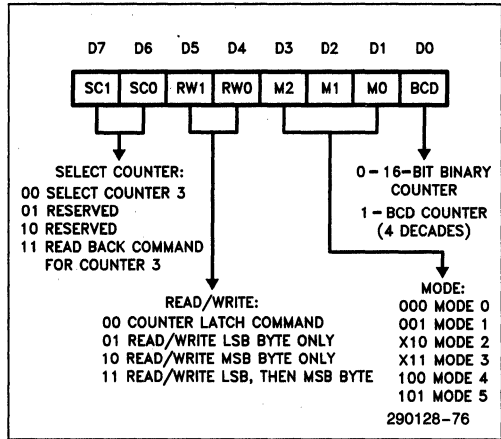 D7 D6 D5 D4 D3 D2 D1 D0
SC1 SC0 RW1 RW0 M2 M1 M0 BCD
SELECT COUNTER:
00 SELECT COUNTER 3
01 RESERVED
10 RESERVED
11 READ BACK COMMAND
FOR COUNTER 3
0-16-BIT BINARY
COUNTER
1-BCD COUNTER
(4 DECADES)
READ/WRITE:
00 COUNTER LATCH COMMAND
01 READ/WRITE LSB BYTE ONLY
10 READ/WRITE MSB BYTE ONLY
11 READ/WRITE LSB, THEN MSB BYTE
MODE:
000 MODE 0
001 MODE 1
X10 MODE 2
X11 MODE 3
100 MODE 4
101 MODE 5
290128-76